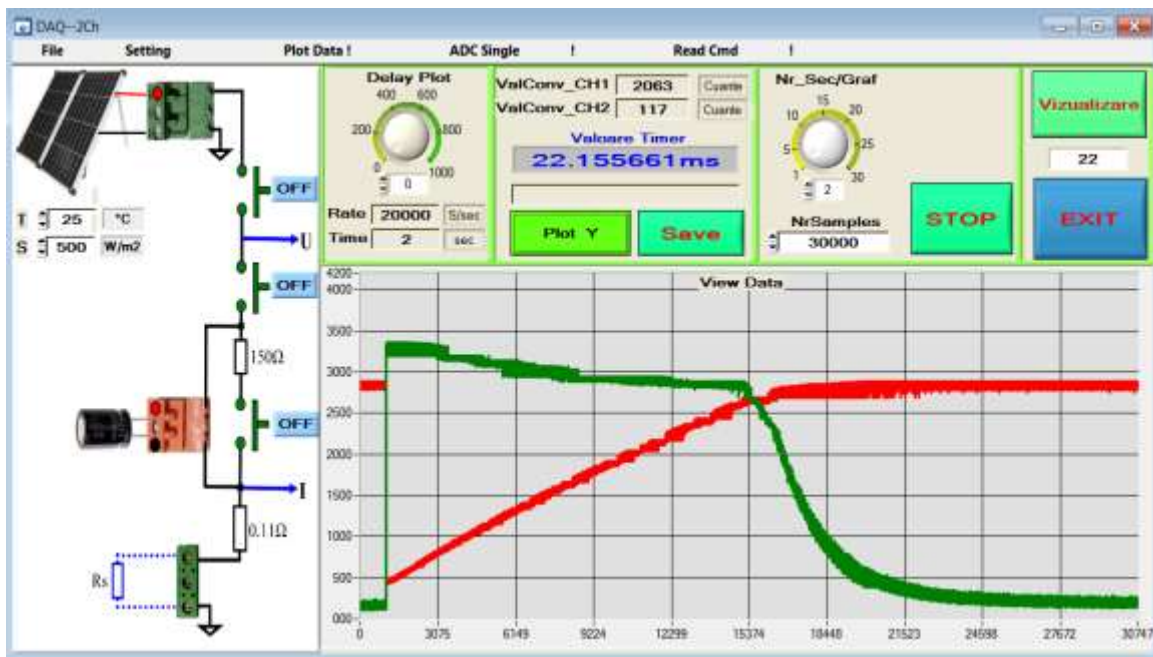 DAQ--2Ch
File Setting Plot Data ! ADC Single ! Read Cmd !
Delay Plot
400 600
200 800
0 1000
0
Rate 20000 S/sec
Time 2 sec
ValConv_CH1 2063 Cuante
ValConv_CH2 117 Cuante
Valoare Timer
22.155661ms
Plot Y Save
Nr_Sec/Graf
15
10 20
5 25
1 30
2
NrSamples
30000
STOP
Vizualizare
22
EXIT
T 25 °C
S 500 W/m2
OFF
U
OFF
150Ω
OFF
I
0.11Ω
Rs
View Data
4200
4000
3500
3000
2500
2000
1500
1000
500
000
0 3075 6149 9224 12299 15374 18448 21523 24598 27672 30747